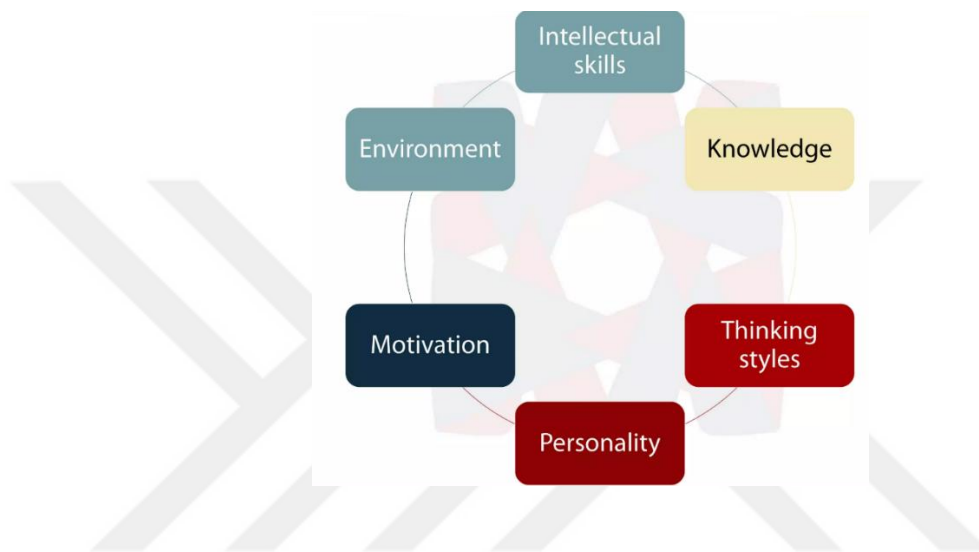 Intellectual
skills
Environment
Knowledge
Motivation
Thinking
styles
Personality